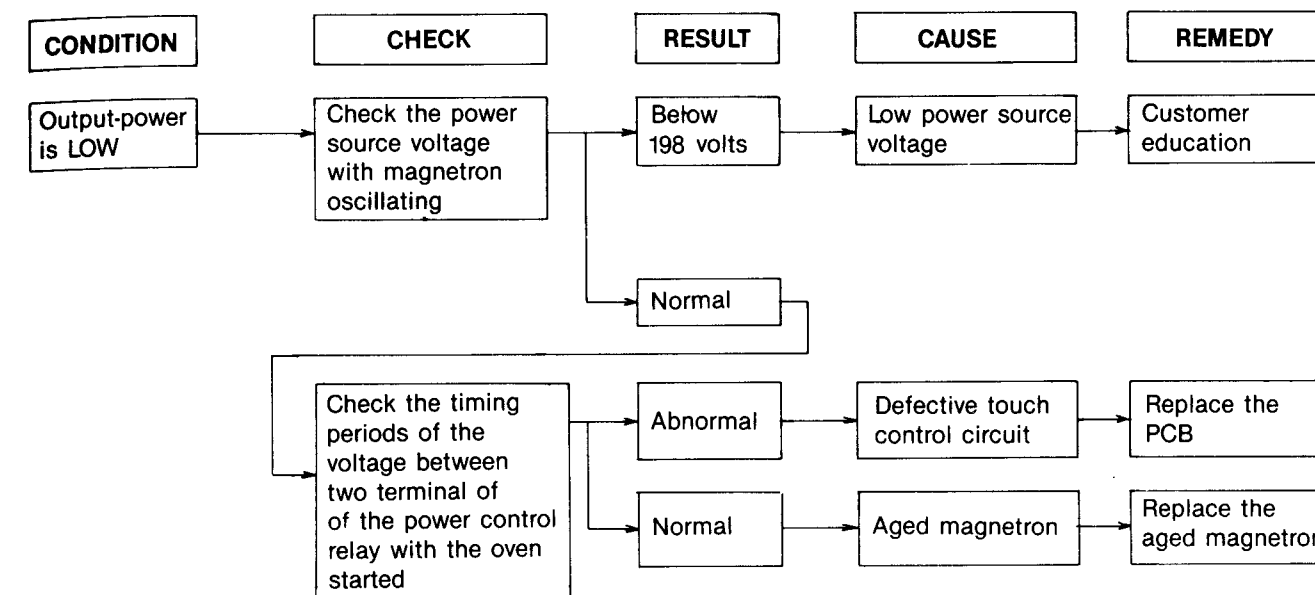 CONDITION
CHECK
RESULT
CAUSE
REMEDY
Output-power
is LOW
Check the power
source voltage
with magnetron
oscillating
Below
198 volts
Low power source
voltage
Customer
education
Normal
Check the timing
periods of the
voltage between
two terminal of
of the power control
relay with the oven
started
Abnormal
Defective touch
control circuit
Replace the
PCB
Normal
Aged magnetron
Replace the
aged magnetron